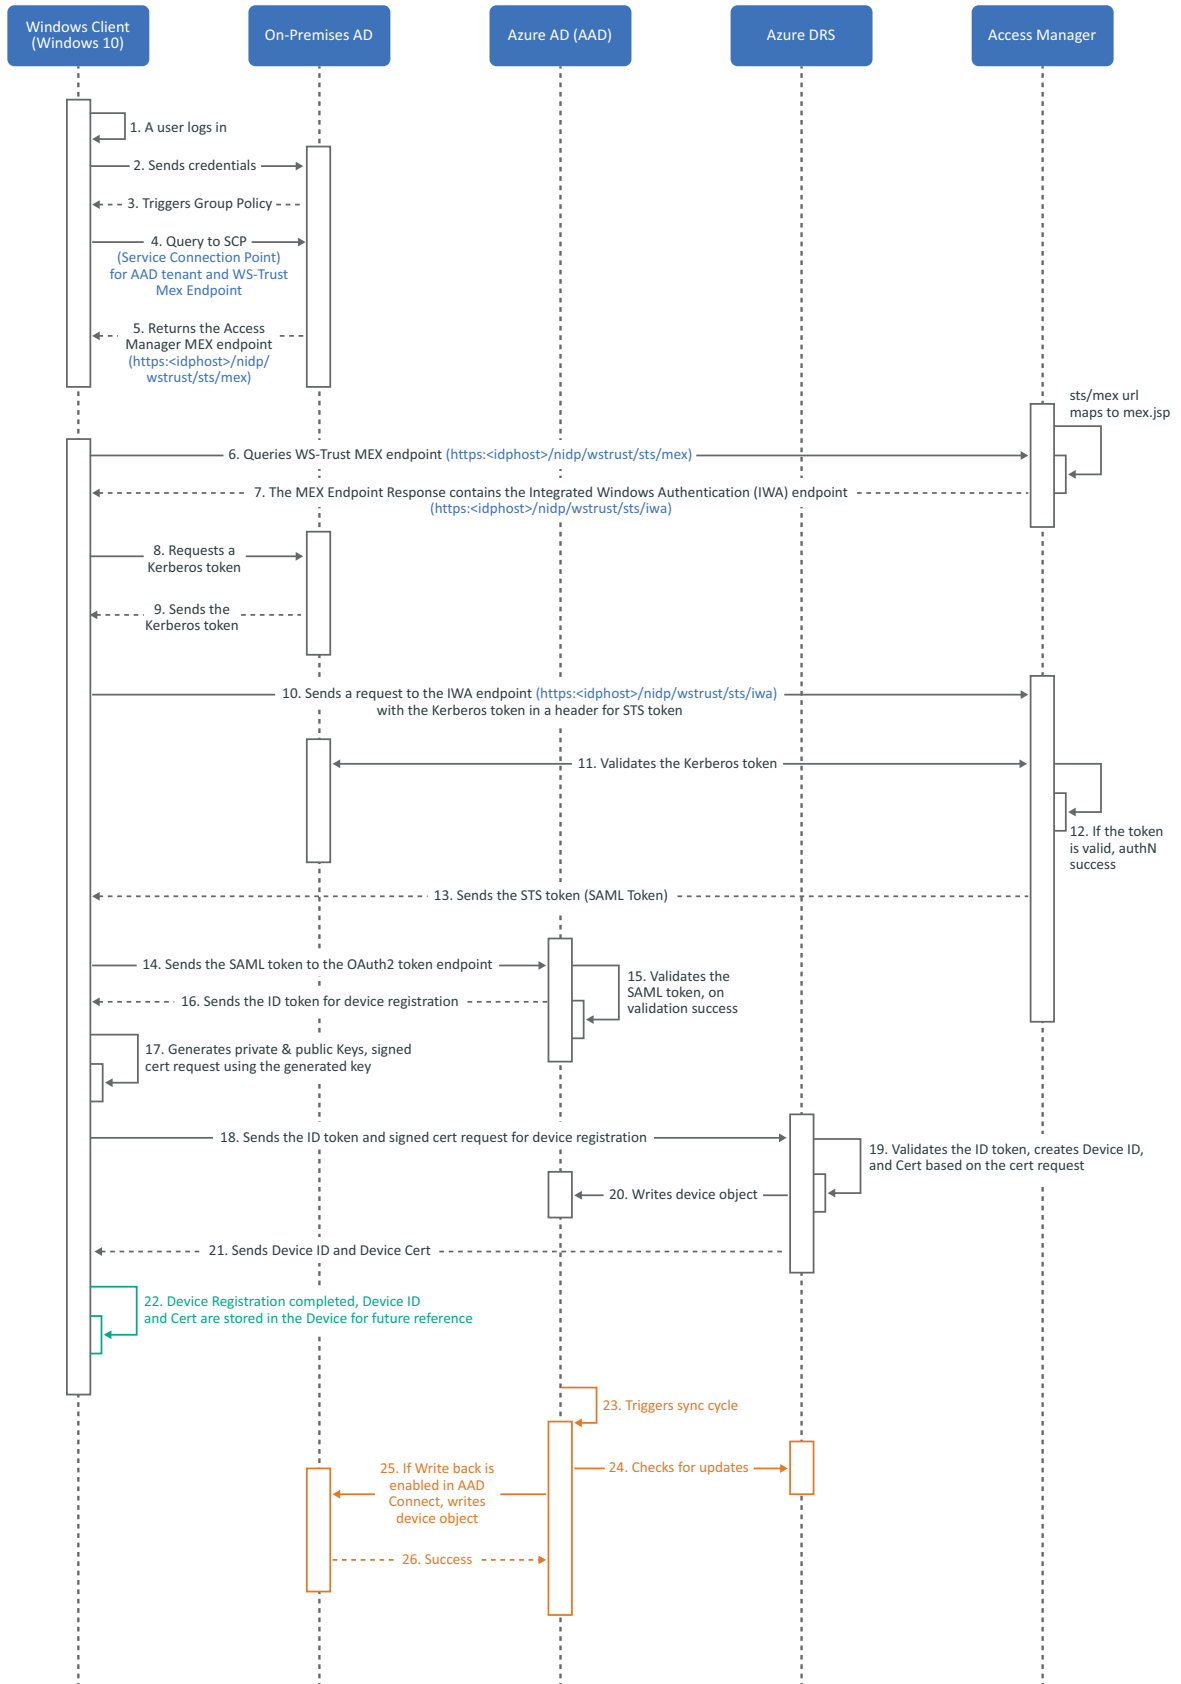 Windows Client
(Windows 10)
On-Premises AD
Azure AD (AAD)
Azure DRS
Access Manager
1. A user logs in
2. Sends credentials
3. Triggers Group Policy
4. Query to SCP
(Service Connection Point)
for AAD tenant and WS-Trust
Mex Endpoint
5. Returns the Access
Manager MEX endpoint
(https:<idphost>/nidp/
wstrust/sts/mex)
sts/mex url
maps to mex.jsp
6. Queries WS-Trust MEX endpoint (https:<idphost>/nidp/wstrust/sts/mex)
7. The MEX Endpoint Response contains the Integrated Windows Authentication (IWA) endpoint
(https:<idphost>/nidp/wstrust/sts/iwa)
8. Requests a
Kerberos token
9. Sends the
Kerberos token
10. Sends a request to the IWA endpoint (https:<idphost>/nidp/wstrust/sts/iwa)
with the Kerberos token in a header for STS token
11. Validates the Kerberos token
12. If the token
is valid, authN
success
13. Sends the STS token (SAML Token)
14. Sends the SAML token to the OAuth2 token endpoint
15. Validates the
SAML token, on
validation success
16. Sends the ID token for device registration
17. Generates private & public Keys, signed
cert request using the generated key
18. Sends the ID token and signed cert request for device registration
19. Validates the ID token, creates Device ID,
and Cert based on the cert request
20. Writes device object
21. Sends Device ID and Device Cert
22. Device Registration completed, Device ID
and Cert are stored in the Device for future reference
23. Triggers sync cycle
24. Checks for updates
25. If Write back is
enabled in AAD
Connect, writes
device object
26. Success